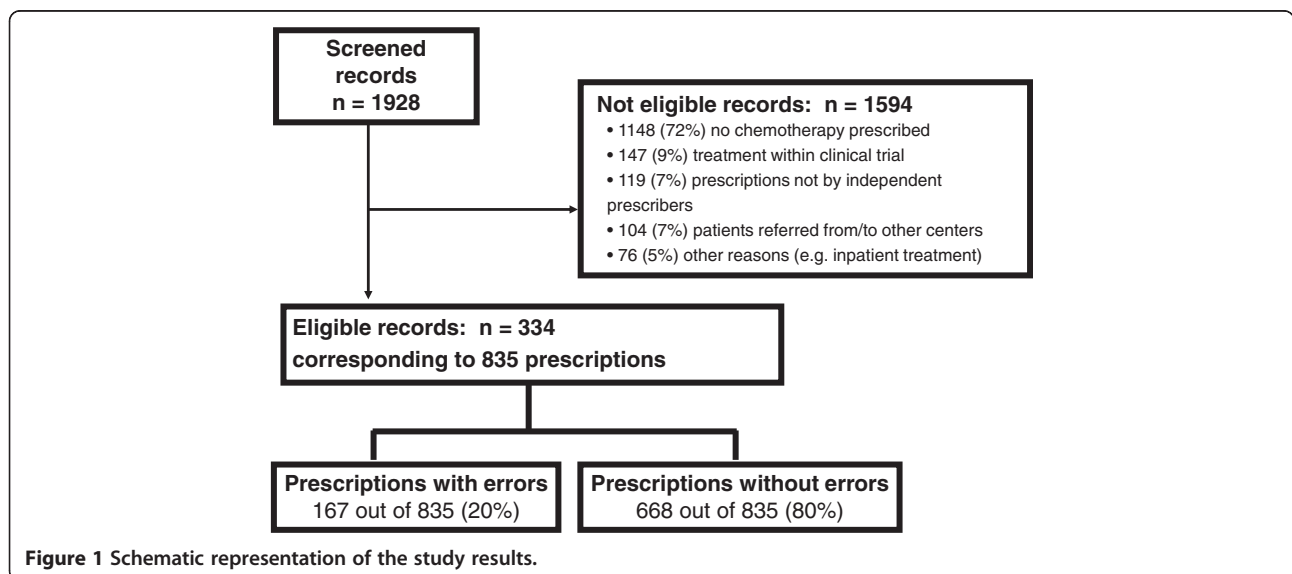 Screened
records
n = 1928
Not eligible records: n = 1594
• 1148 (72%) no chemotherapy prescribed
• 147 (9%) treatment within clinical trial
• 119 (7%) prescriptions not by independent
prescribers
• 104 (7%) patients referred from/to other centers
• 76 (5%) other reasons (e.g. inpatient treatment)
Eligible records: n = 334
corresponding to 835 prescriptions
Prescriptions with errors
167 out of 835 (20%)
Prescriptions without errors
668 out of 835 (80%)
Figure 1 Schematic representation of the study results.